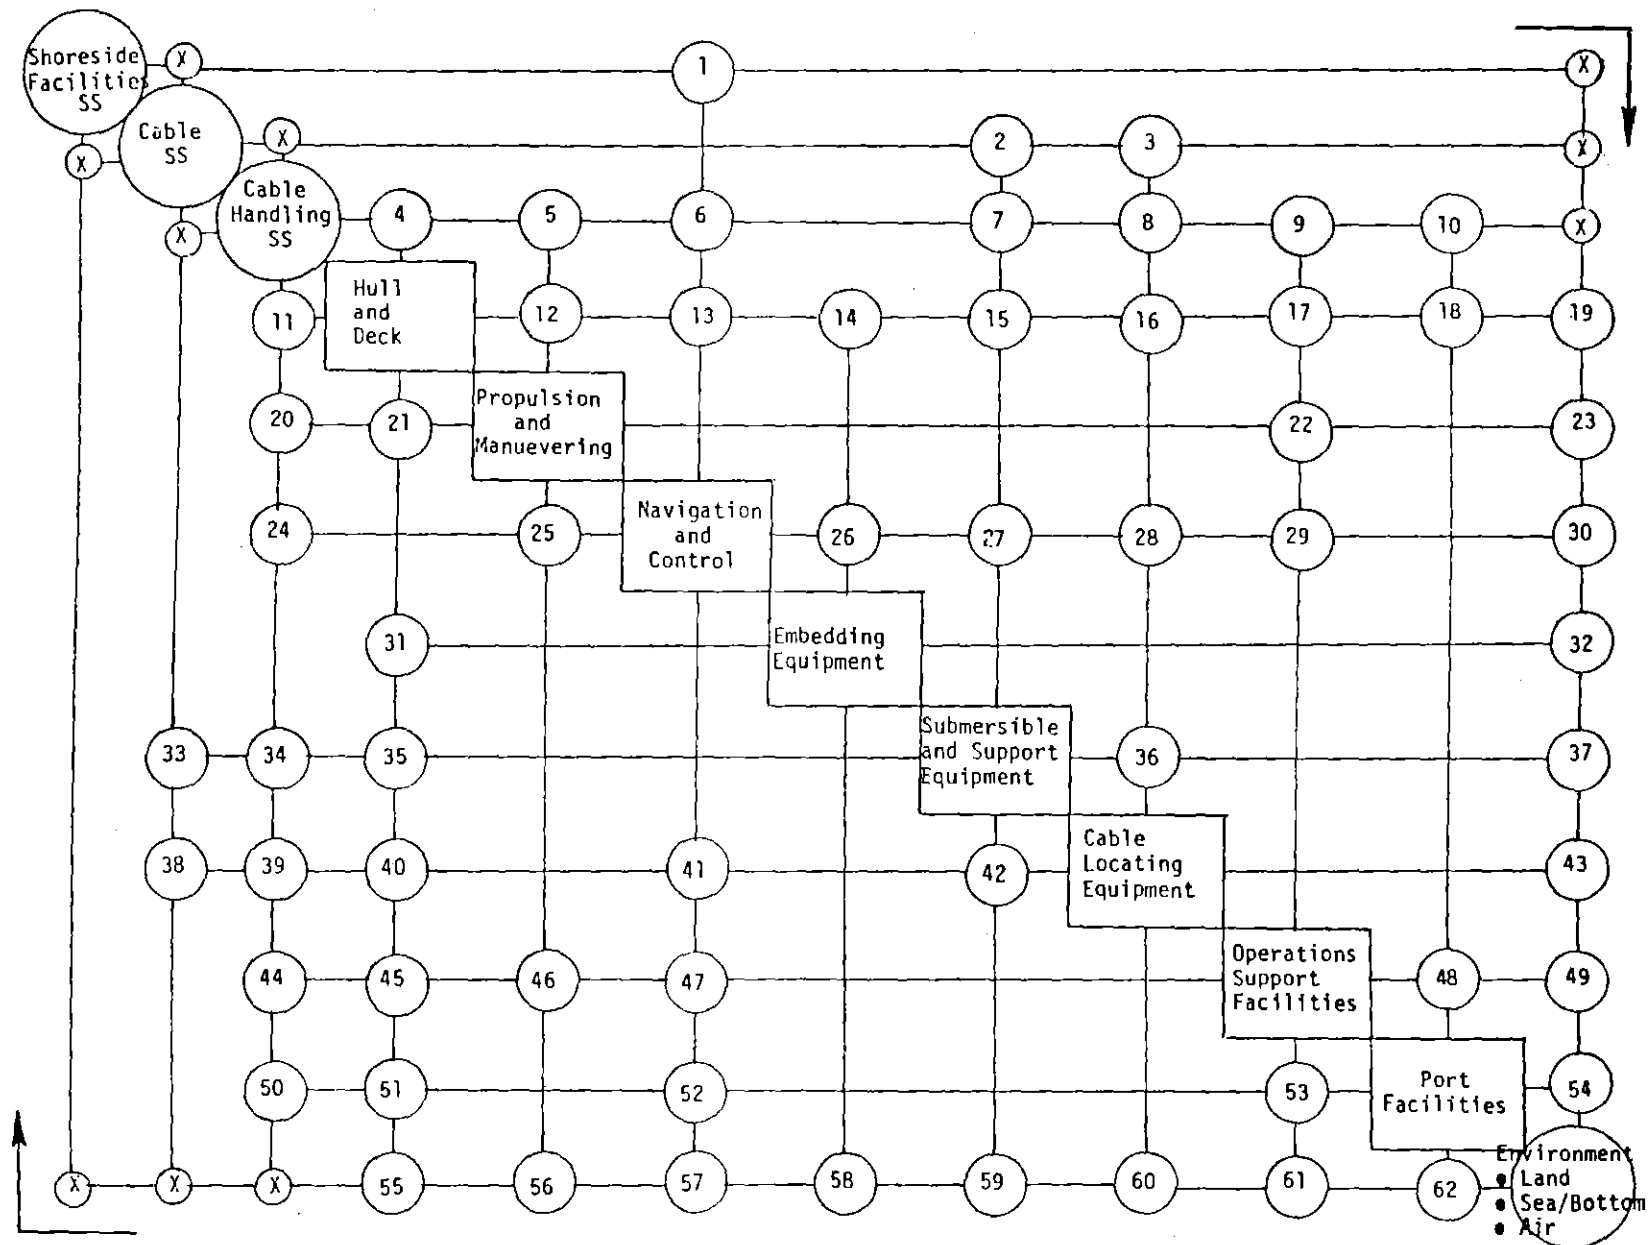 Shoreside
Facilities
SS
X
1
X
Cable
SS
X
X
2
3
X
Cable
Handling
SS
X
4
5
6
7
8
9
10
X
Hull
and
Deck
11
12
13
14
15
16
17
18
19
Propulsion
and
Manuevering
20
21
22
23
Navigation
and
Control
24
25
26
27
28
29
30
Embedding
Equipment
31
32
Submersible
and Support
Equipment
33
34
35
36
37
Cable
Locating
Equipment
38
39
40
41
42
43
Operations
Support
Facilities
44
45
46
47
48
49
Port
Facilities
50
51
52
53
54
X
X
X
55
56
57
58
59
60
61
62
Environment
• Land
• Sea/Bottom
• Air